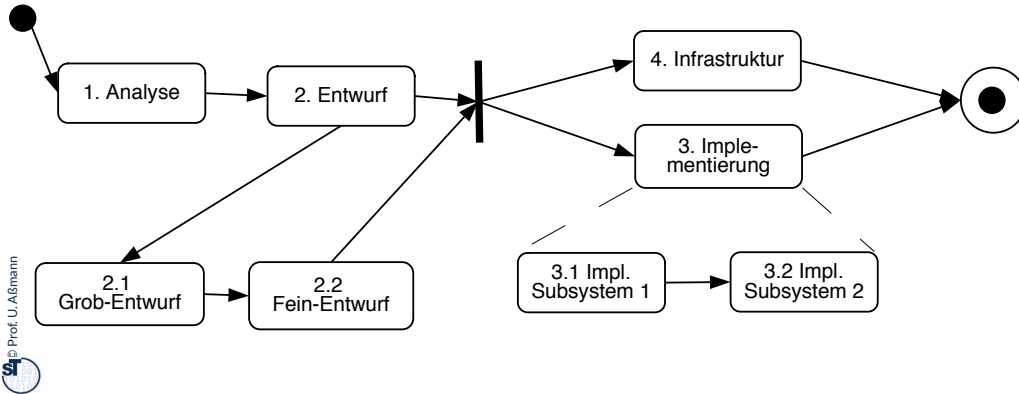 4. Infrastruktur
1. Analyse
2. Entwurf
3. Imple-
mentierung
2.1
Grob-Entwurf
2.2
Fein-Entwurf
3.1 Impl.
Subsystem 1
3.2 Impl.
Subsystem 2
© Prof. U. Aßmann
ST